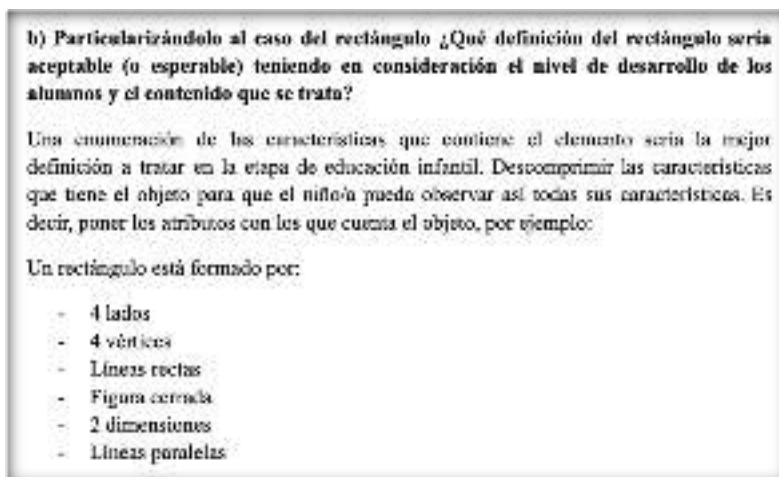 b) Particularizándolo al caso del rectángulo ¿Qué definición del rectángulo sería
aceptable (o esperable) teniendo en consideración el nivel de desarrollo de los
alumnos y el contenido que se trata?
Una enumeración de las características que contiene el elemento sería la mejor
definición a tratar en la etapa de educación infantil. Descomprimir las características
que tiene el objeto para que el niño/a pueda observar así todas sus características. Es
decir, poner los atributos con los que cuenta el objeto, por ejemplo:
Un rectángulo está formado por:
- 4 lados
- 4 vértices
- Líneas rectas
- Figura cerrada
- 2 dimensiones
- Líneas paralelas